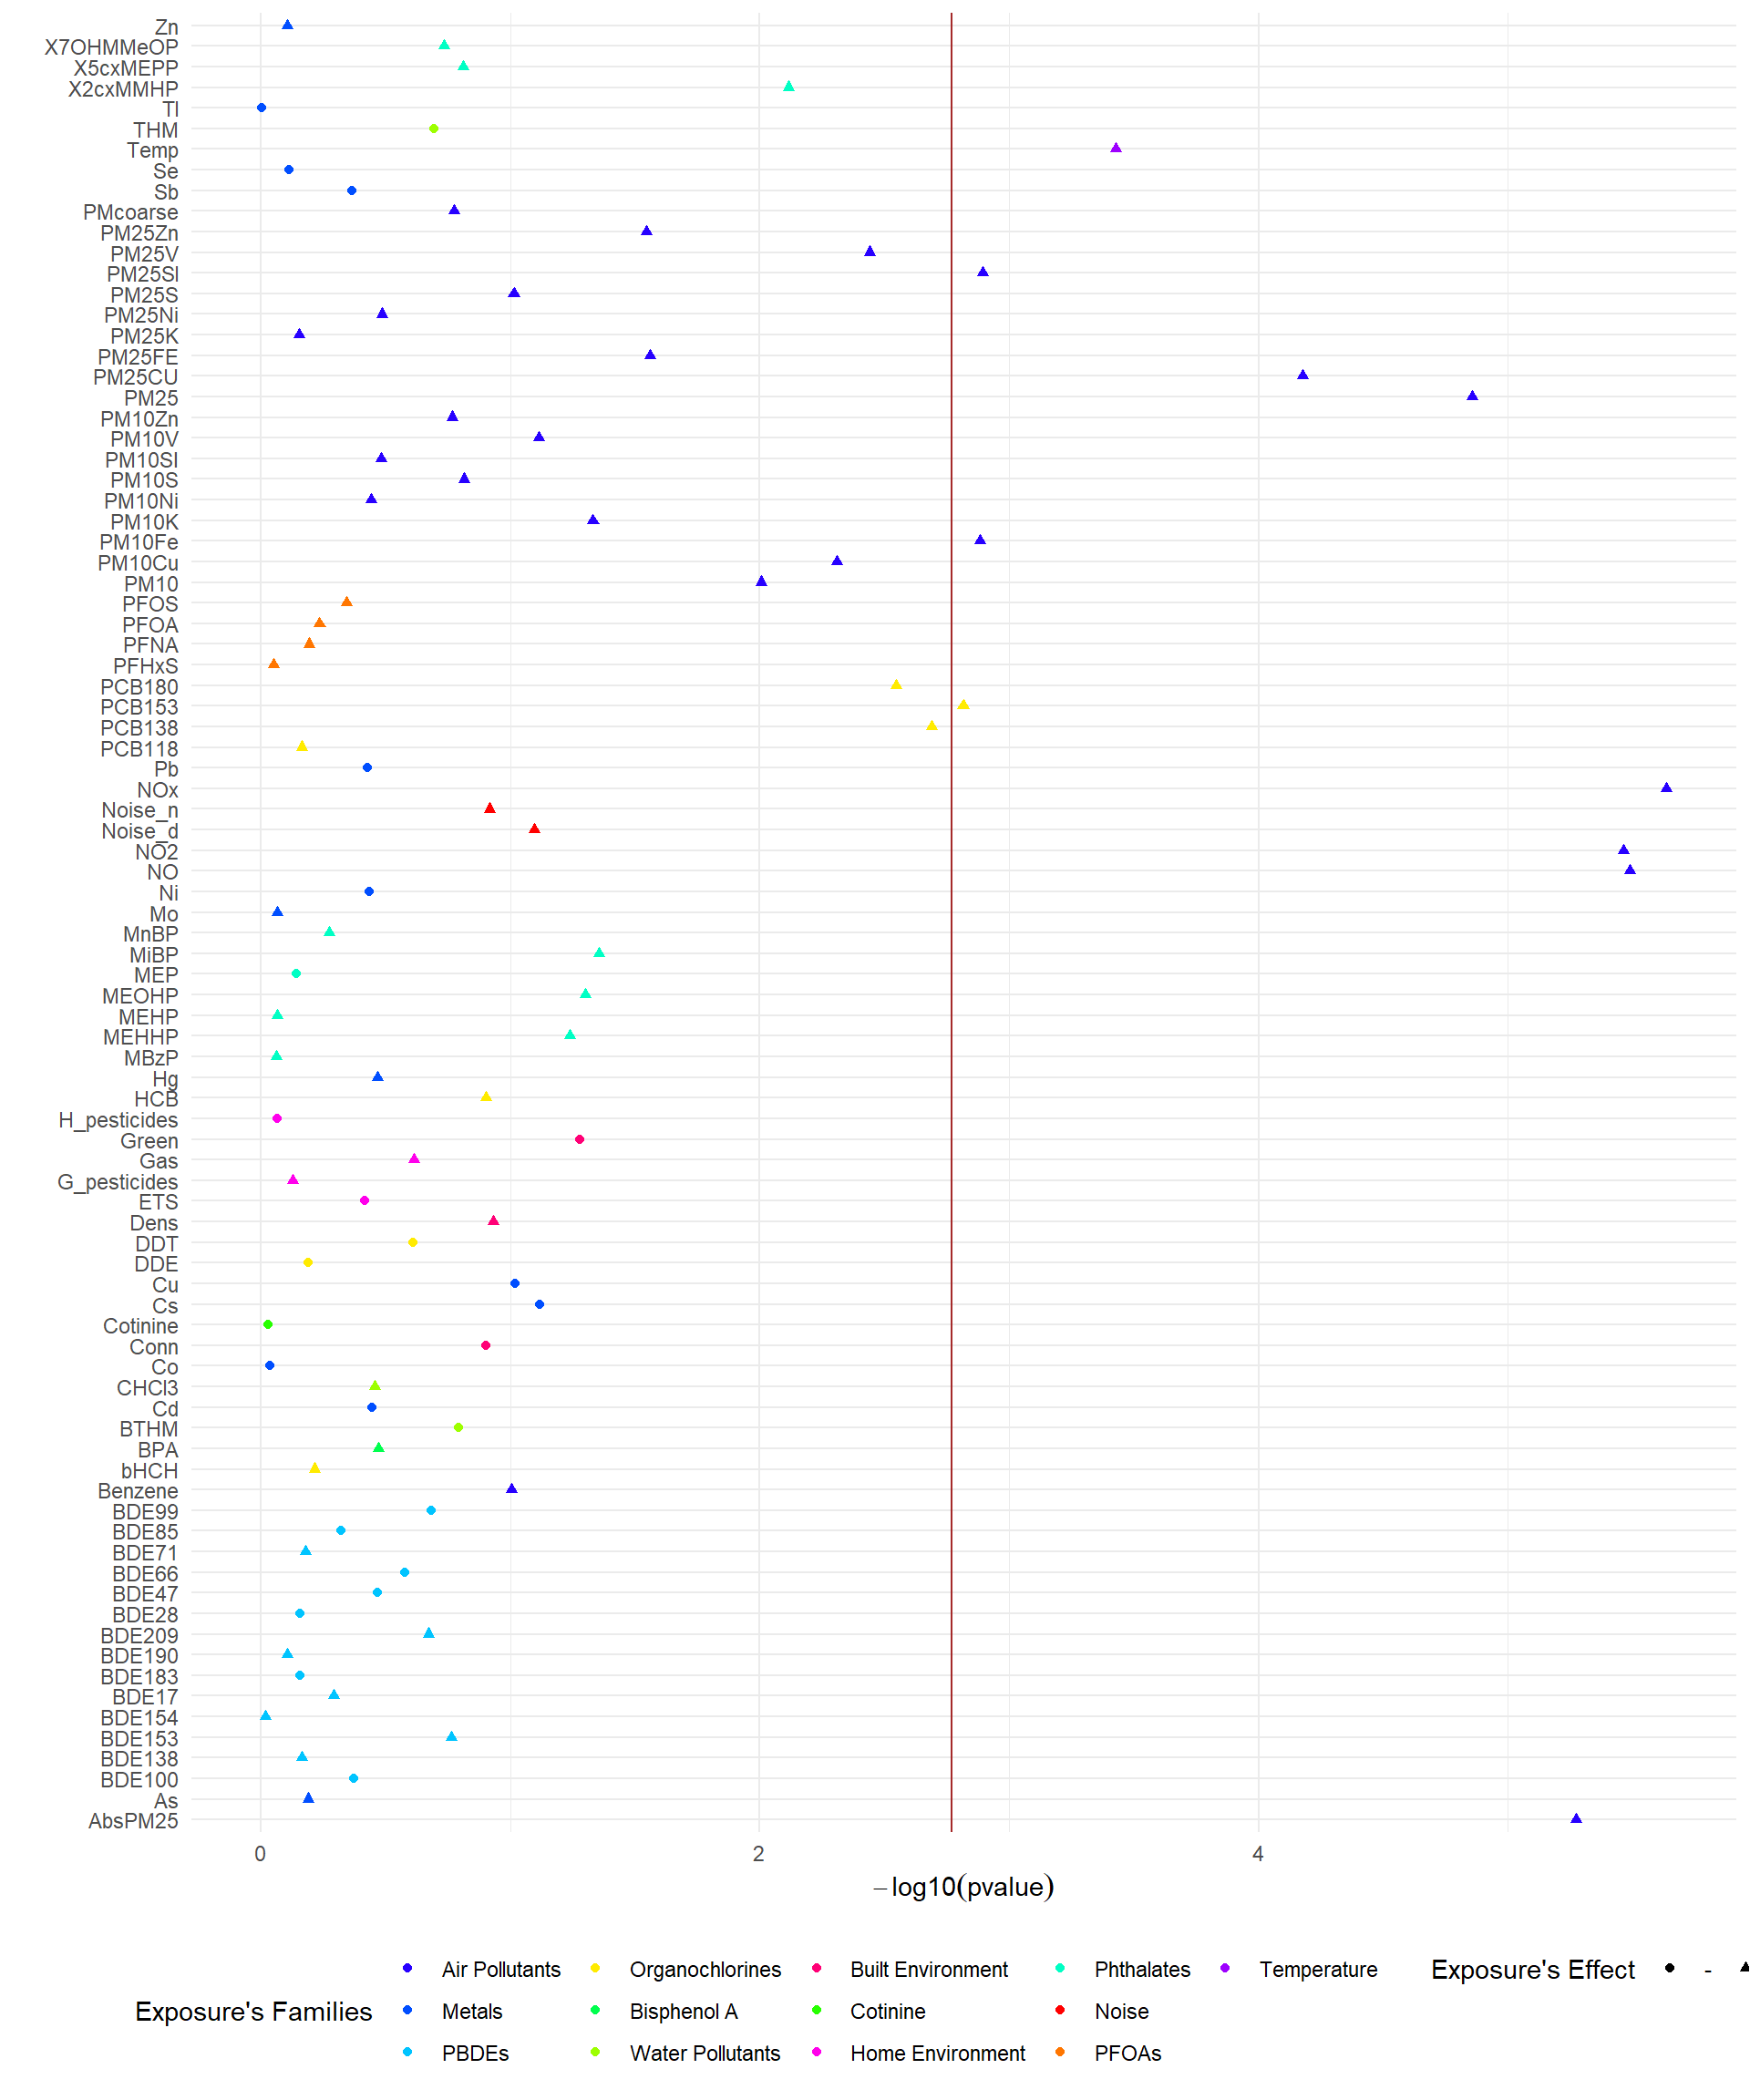 Zn
X7OHMMeOP
X5cxMEPP
X2cxMMHP
Tl
THM
Temp
Se
Sb
PMcoarse
PM25Zn
PM25V
PM25SI
PM25S
PM25Ni
PM25K
PM25FE
PM25CU
PM25
PM10Zn
PM10V
PM10SI
PM10S
PM10Ni
PM10K
PM10Fe
PM10Cu
PM10
PFOS
PFOA
PFNA
PFHxS
PCB180
PCB153
PCB138
PCB118
Pb
NOx
Noise_n
Noise_d
NO2
NO
Ni
Mo
MnBP
MiBP
MEP
MEOHP
MEHP
MEHHP
MBzP
Hg
HCB
H_pesticides
Green
Gas
G_pesticides
ETS
Dens
DDT
DDE
Cu
Cs
Cotinine
Conn
Co
CHCl3
Cd
BTHM
BPA
bHCH
Benzene
BDE99
BDE85
BDE71
BDE66
BDE47
BDE28
BDE209
BDE190
BDE183
BDE17
BDE154
BDE153
BDE138
BDE100
As
AbsPM25
0 2 4
−log10(pvalue)
Air Pollutants Organochlorines Built Environment Phthalates Temperature Exposure's Effect -
Exposure's Families Metals Bisphenol A Cotinine Noise
PBDEs Water Pollutants Home Environment PFOAs